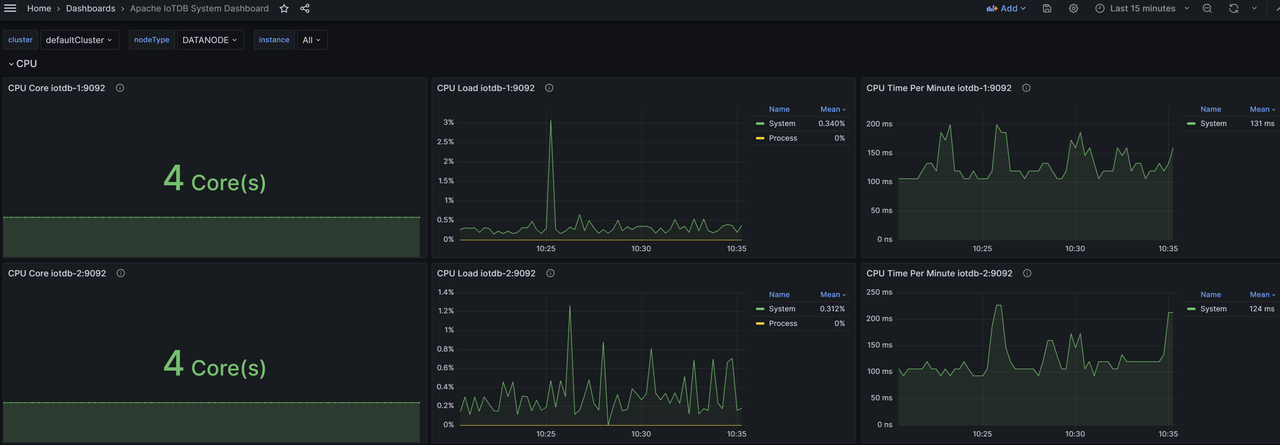 Home › Dashboards › Apache IoTDB System Dashboard
Add
Last 15 minutes
cluster defaultCluster nodeType DATANODE instance All
CPU
CPU Core iotdb-1:9092
4 Core(s)
CPU Load iotdb-1:9092
3%
2.5%
2%
1.5%
1%
0.5%
0%
10:25 10:30 10:35
Name Mean
System 0.340%
Process 0%
CPU Time Per Minute iotdb-1:9092
200 ms
150 ms
100 ms
50 ms
0 ns
10:25 10:30 10:35
Name Mean
System 131 ms
CPU Core iotdb-2:9092
4 Core(s)
CPU Load iotdb-2:9092
1.4%
1.2%
1%
0.8%
0.6%
0.4%
0.2%
0%
10:25 10:30 10:35
Name Mean
System 0.312%
Process 0%
CPU Time Per Minute iotdb-2:9092
250 ms
200 ms
150 ms
100 ms
50 ms
0 ns
10:25 10:30 10:35
Name Mean
System 124 ms